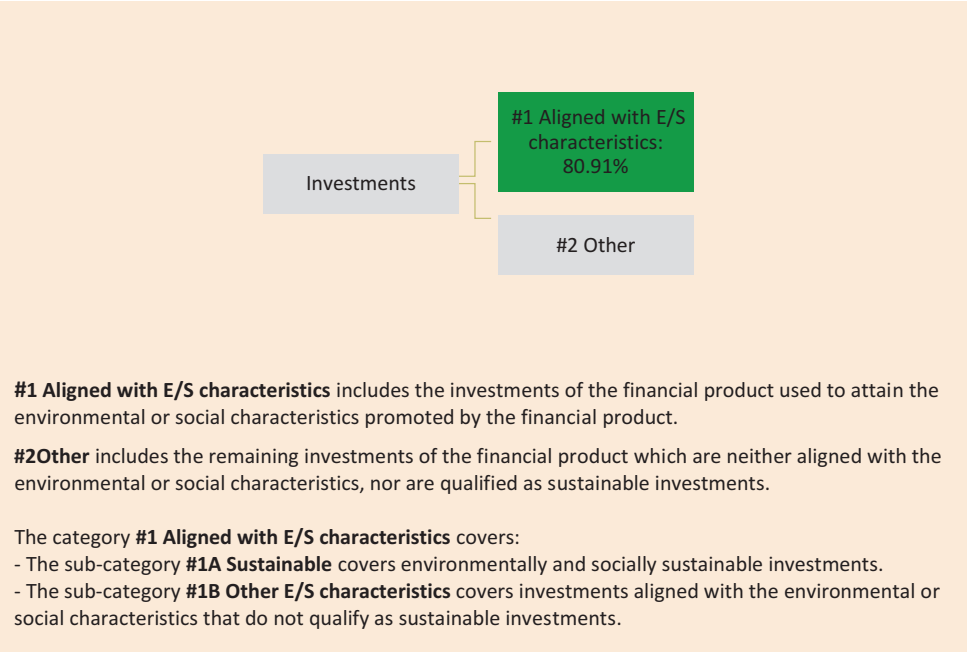 #1 Aligned with E/S
characteristics:
80.91%
Investments
#2 Other
#1 Aligned with E/S characteristics includes the investments of the financial product used to attain the
environmental or social characteristics promoted by the financial product.
#2Other includes the remaining investments of the financial product which are neither aligned with the
environmental or social characteristics, nor are qualified as sustainable investments.
The category #1 Aligned with E/S characteristics covers:
- The sub-category #1A Sustainable covers environmentally and socially sustainable investments.
- The sub-category #1B Other E/S characteristics covers investments aligned with the environmental or
social characteristics that do not qualify as sustainable investments.